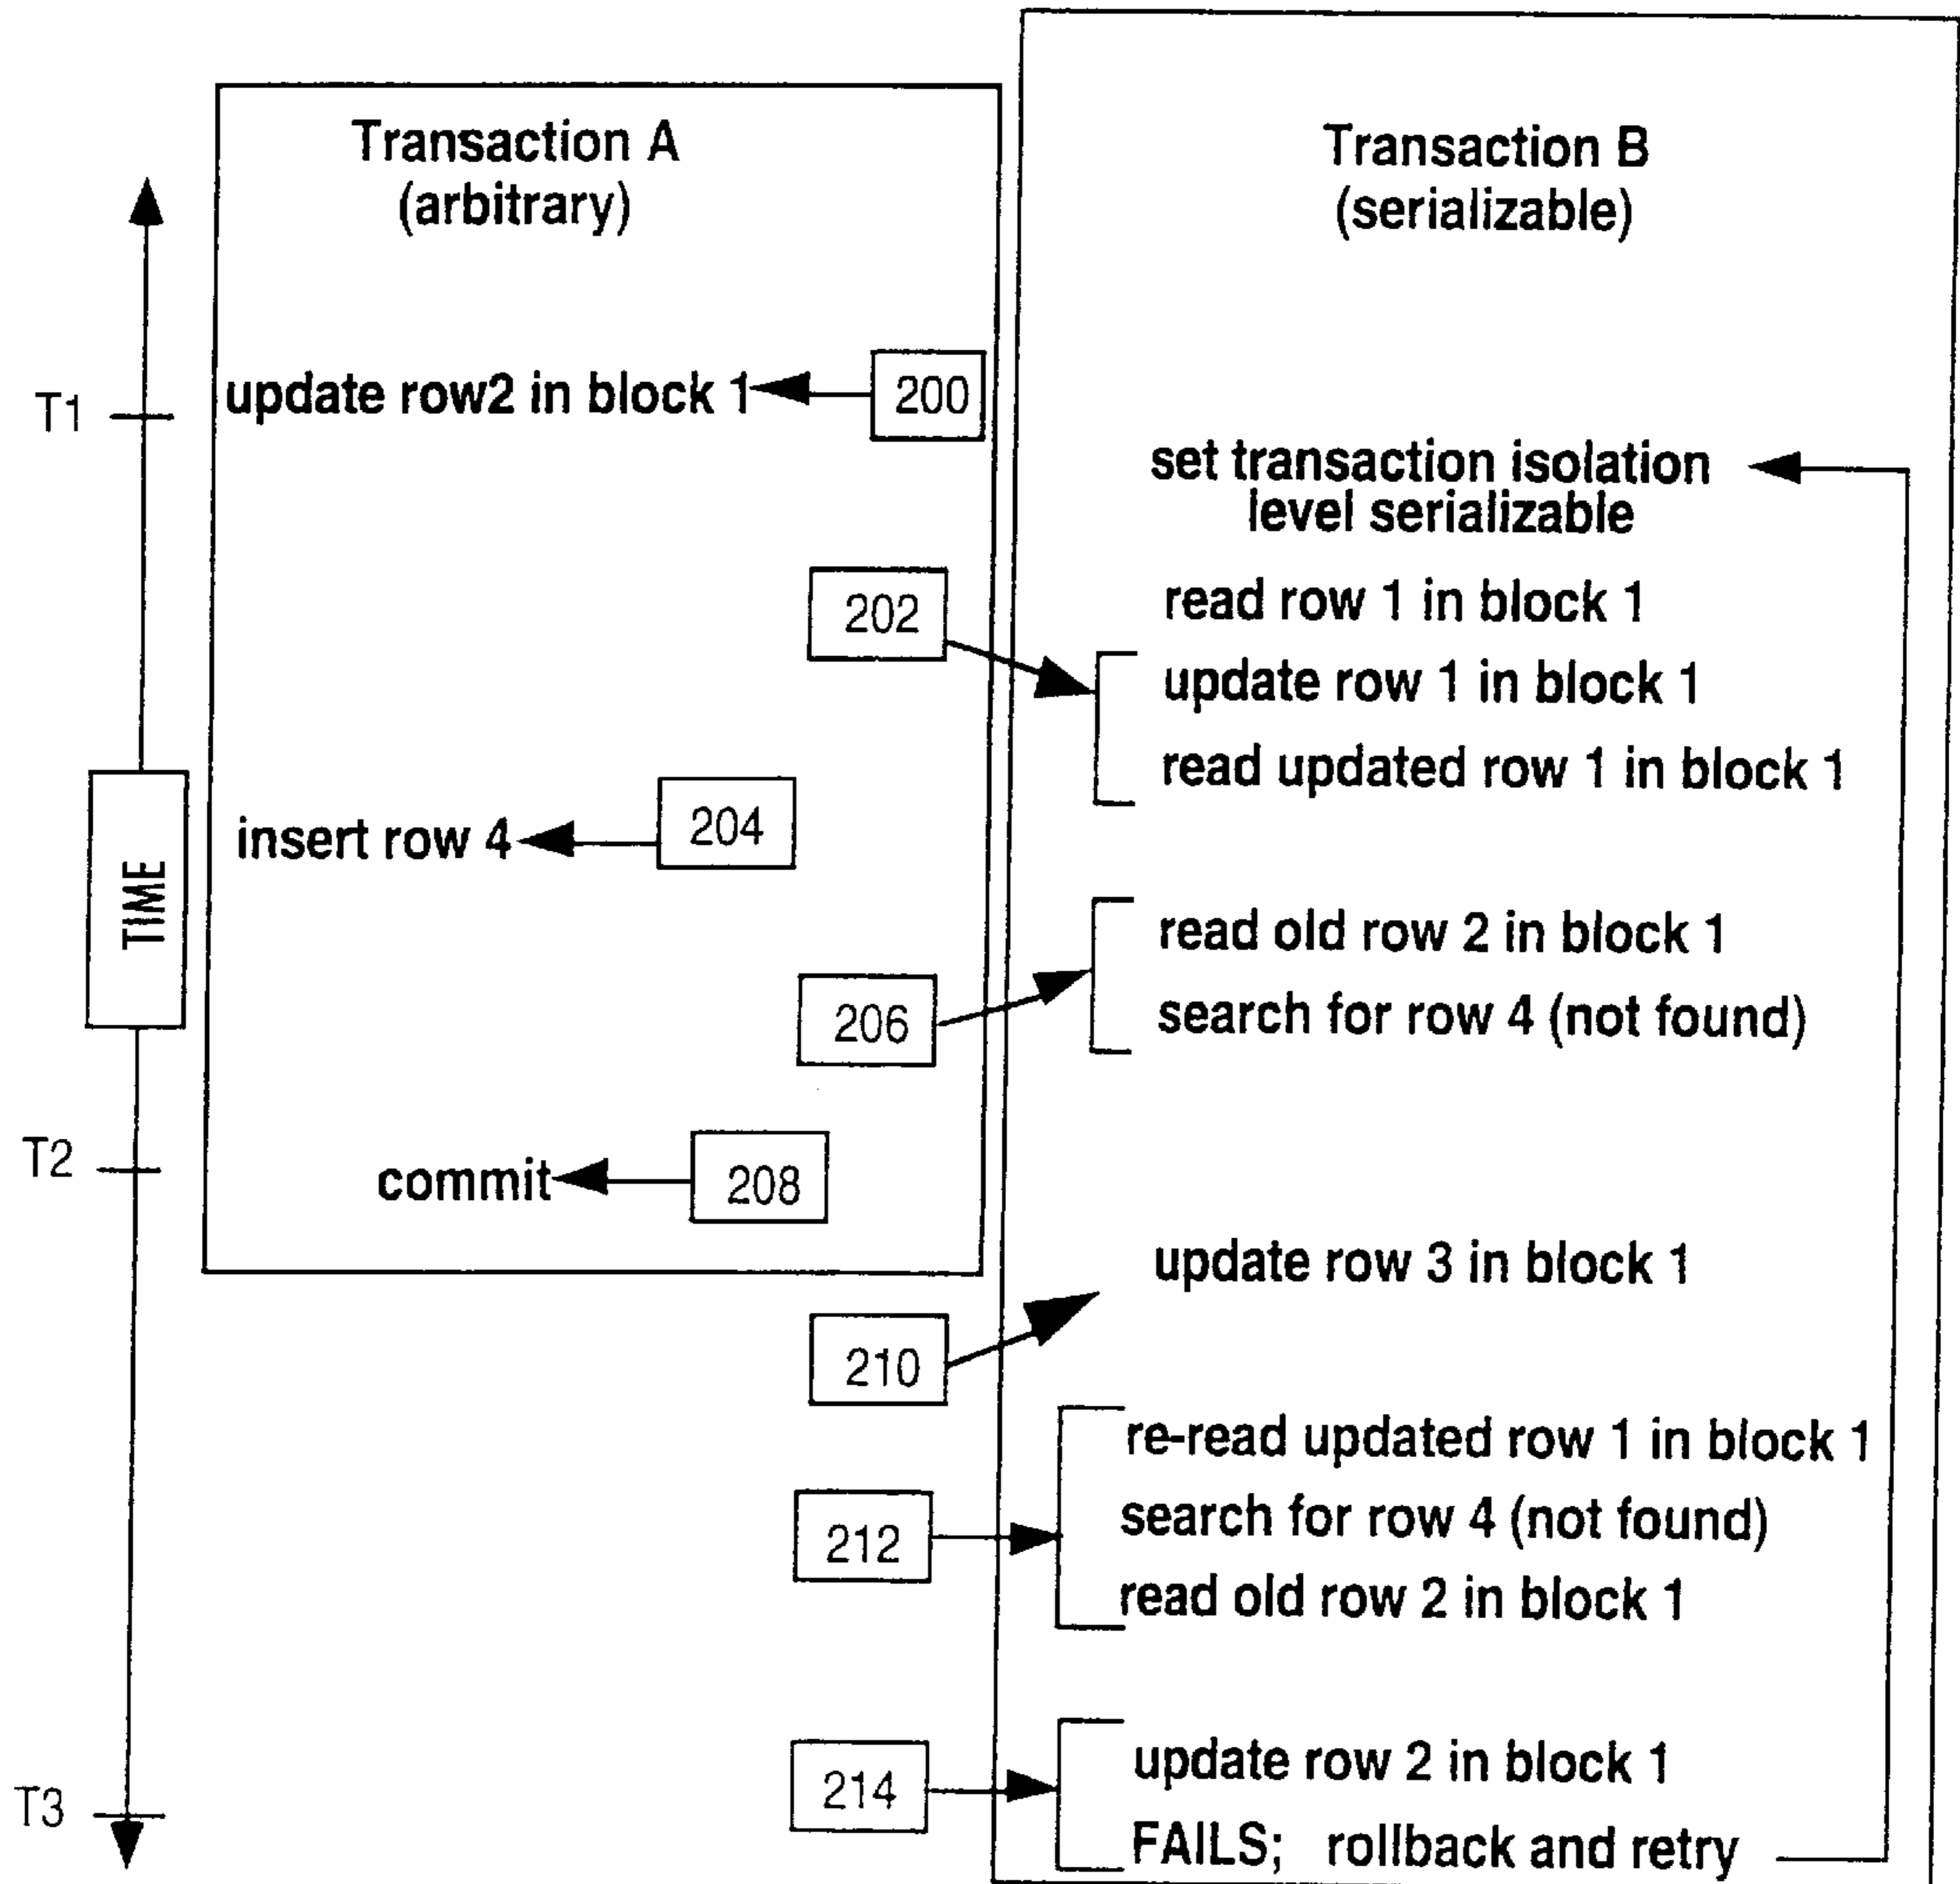 Transaction A
(arbitrary)
Transaction B
(serializable)
T1
update row2 in block 1
200
set transaction isolation
level serializable
202
read row 1 in block 1
update row 1 in block 1
read updated row 1 in block 1
TIME
insert row 4
204
read old row 2 in block 1
206
search for row 4 (not found)
T2
commit
208
update row 3 in block 1
210
re-read updated row 1 in block 1
212
search for row 4 (not found)
read old row 2 in block 1
T3
214
update row 2 in block 1
FAILS; rollback and retry